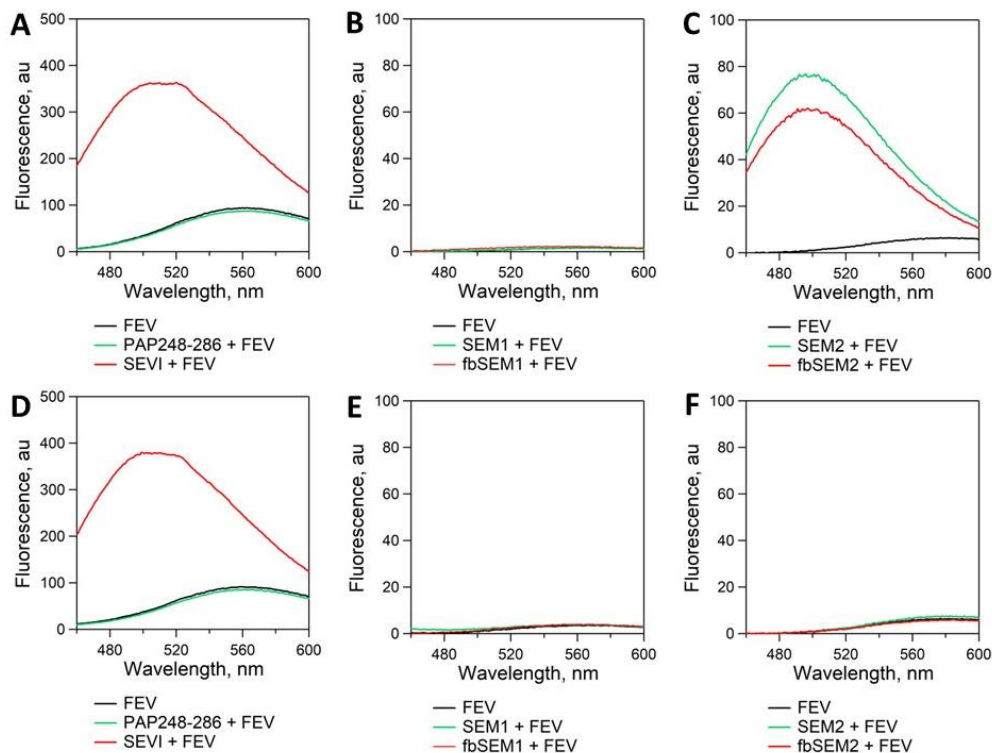 A
500
400
300
200
100
0
Fluorescence, au
480 520 560 600
Wavelength, nm
FEV
PAP248-286 + FEV
SEVI + FEV
B
100
80
60
40
20
0
Fluorescence, au
480 520 560 600
Wavelength, nm
FEV
SEM1 + FEV
fbSEM1 + FEV
C
100
80
60
40
20
0
Fluorescence, au
480 520 560 600
Wavelength, nm
FEV
SEM2 + FEV
fbSEM2 + FEV
D
500
400
300
200
100
0
Fluorescence, au
480 520 560 600
Wavelength, nm
FEV
PAP248-286 + FEV
SEVI + FEV
E
100
80
60
40
20
0
Fluorescence, au
480 520 560 600
Wavelength, nm
FEV
SEM1 + FEV
fbSEM1 + FEV
F
100
80
60
40
20
0
Fluorescence, au
480 520 560 600
Wavelength, nm
FEV
SEM2 + FEV
fbSEM2 + FEV